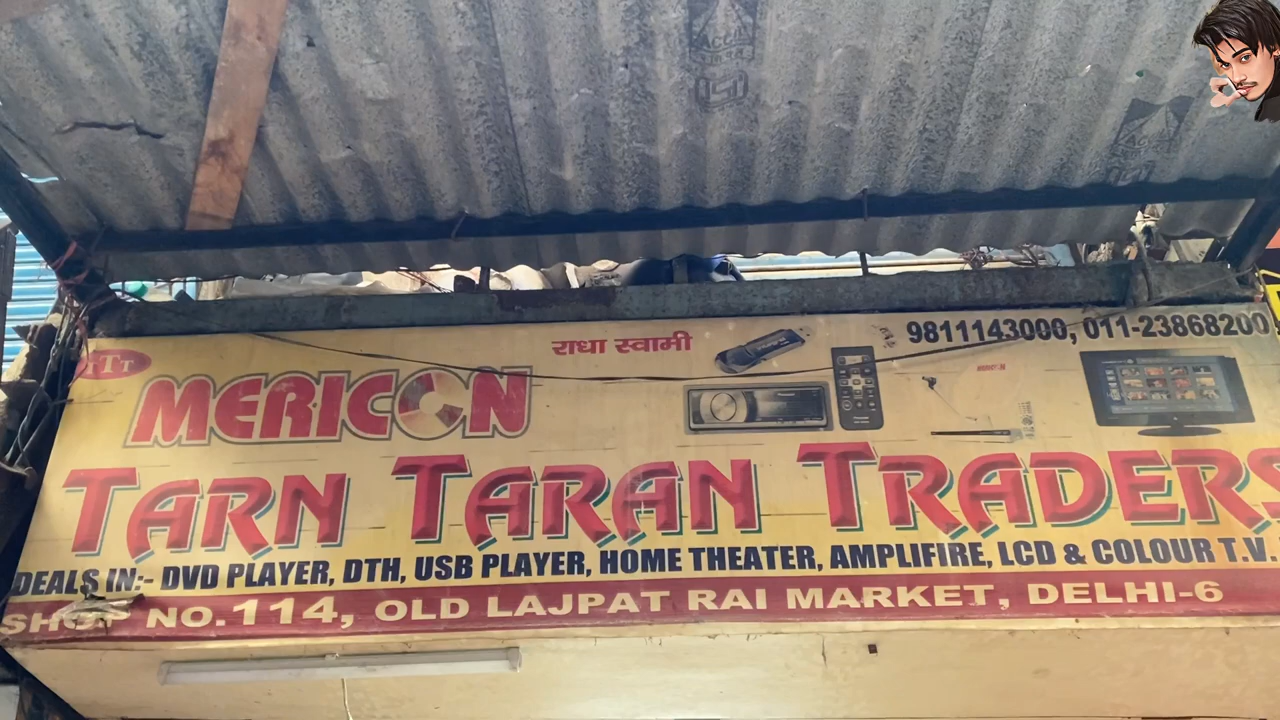 राधा स्वामी
9811143000, 011-23868200
TTT
MERICON
TARN TARAN TRADERS
DEALS IN:- DVD PLAYER, DTH, USB PLAYER, HOME THEATER, AMPLIFIRE, LCD & COLOUR T.V.
SHOP NO.114, OLD LAJPAT RAI MARKET, DELHI-6